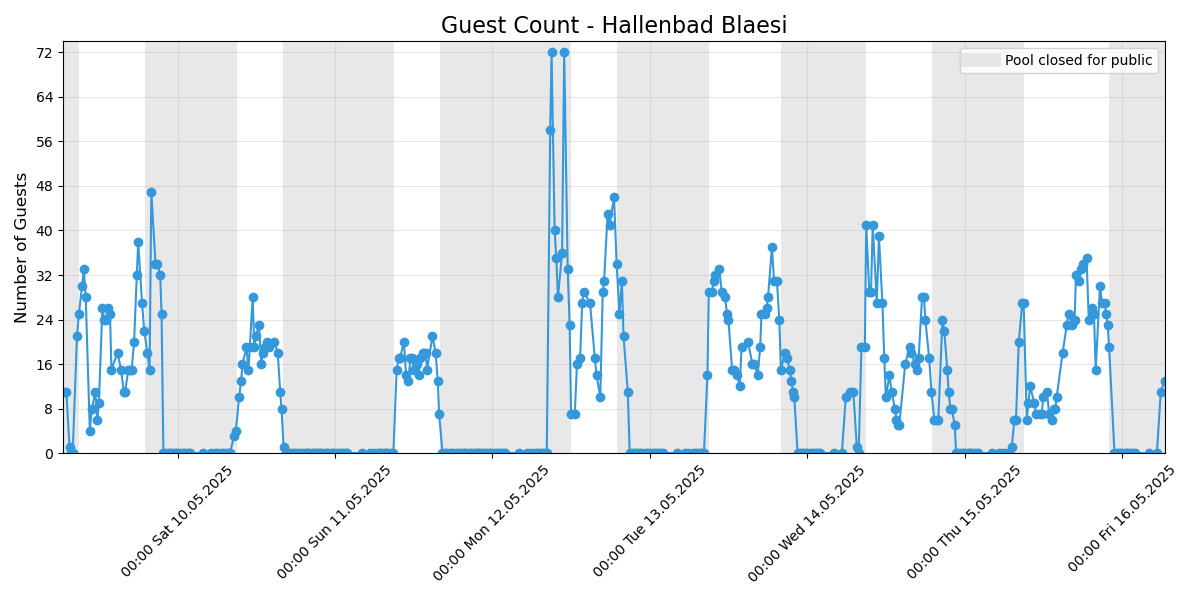 Guest Count - Hallenbad Blaesi
Pool closed for public
Number of Guests
72
64
56
48
40
32
24
16
8
0
00:00 Sat 10.05.2025
00:00 Sun 11.05.2025
00:00 Mon 12.05.2025
00:00 Tue 13.05.2025
00:00 Wed 14.05.2025
00:00 Thu 15.05.2025
00:00 Fri 16.05.2025